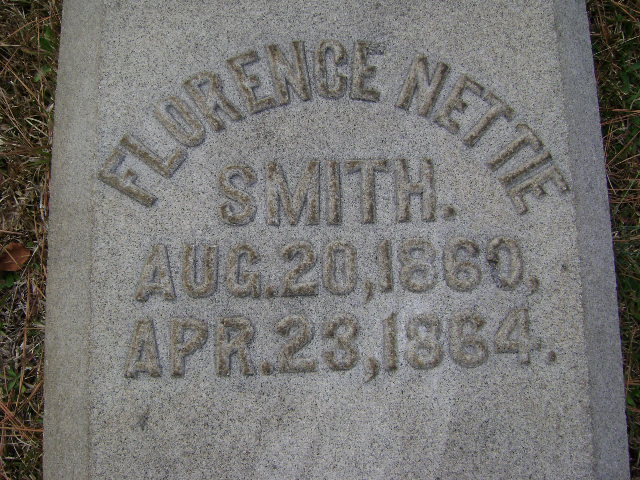 FLORENCE NETTIE
SMITH.
AUG.20,1860.
APR.23,1864.